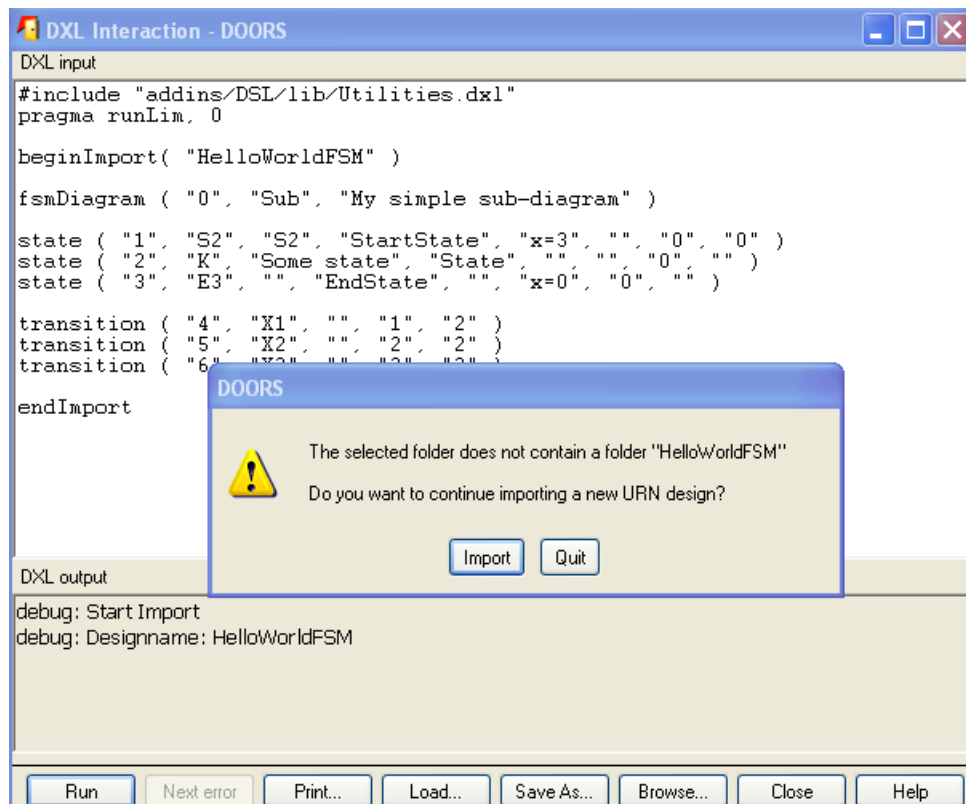 DXL Interaction - DOORS
DXL input
#include "addins/DSL/lib/Utilities.dxl"
pragma runLim, 0
beginImport( "HelloWorldFSM" )
fsmDiagram ( "0", "Sub", "My simple sub-diagram" )
state ( "1", "S2", "S2", "StartState", "x=3", "", "0", "0" )
state ( "2", "K", "Some state", "State", "", "", "0", "" )
state ( "3", "E3", "", "EndState", "", "x=0", "0", "" )
transition ( "4", "X1", "", "1", "2" )
transition ( "5", "X2", "", "2", "2" )
transition ( "6
endImport
DOORS
The selected folder does not contain a folder "HelloWorldFSM"
Do you want to continue importing a new URN design?
Import Quit
DXL output
debug: Start Import
debug: Designname: HelloWorldFSM
Run Next error Print... Load... Save As... Browse... Close Help